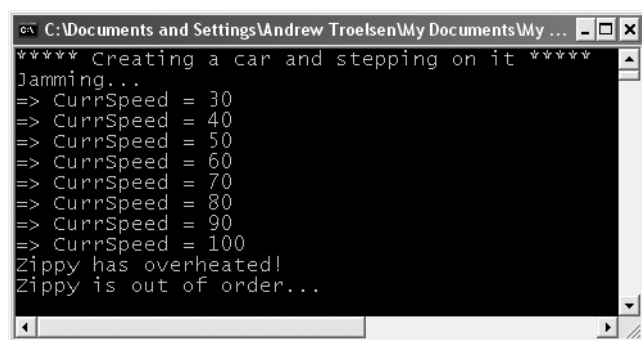 C:\Documents and Settings\Andrew Troelsen\My Documents\My ...
***** Creating a car and stepping on it *****
Jamming...
=> CurrSpeed = 30
=> CurrSpeed = 40
=> CurrSpeed = 50
=> CurrSpeed = 60
=> CurrSpeed = 70
=> CurrSpeed = 80
=> CurrSpeed = 90
=> CurrSpeed = 100
Zippy has overheated!
Zippy is out of order...